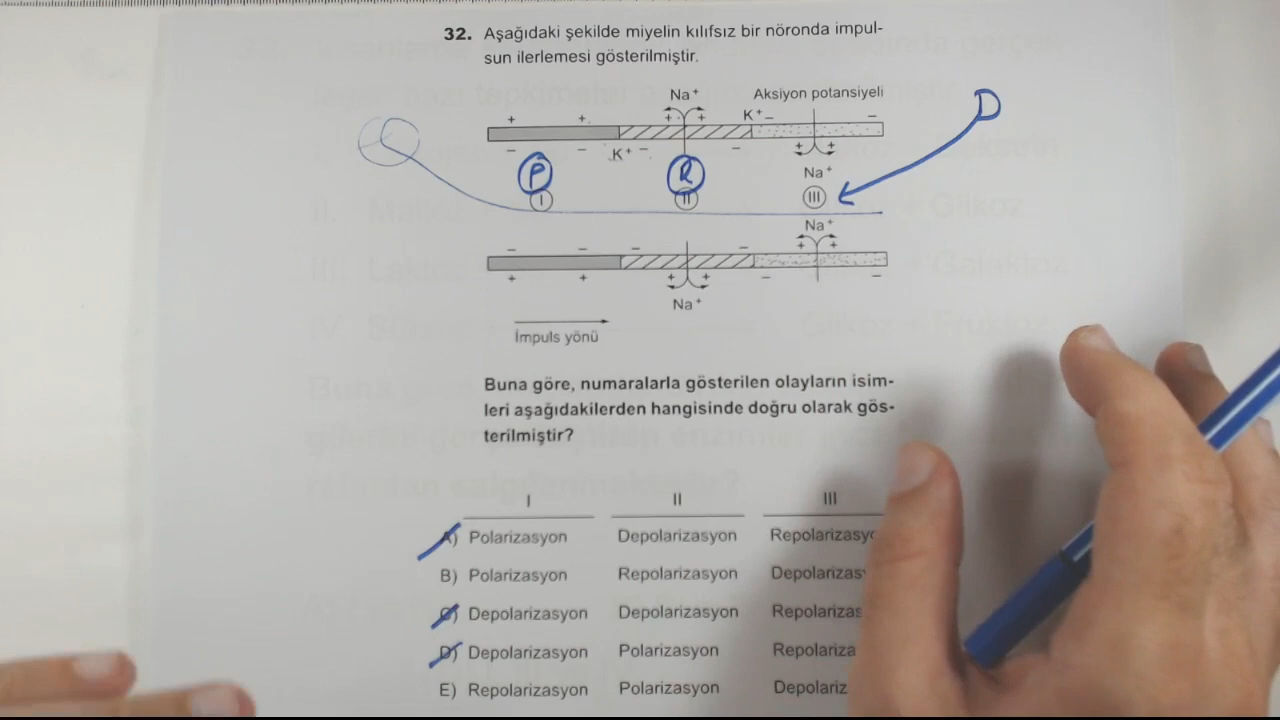 32. Aşağıdaki şekilde miyelin kılıfsız bir nöronda impul-
sun ilerlemesi gösterilmiştir.
Na⁺ Aksiyon potansiyeli
+ + + + K⁺ – –
– – K⁺ – – + +
P R Na⁺ D
I II III
Na⁺
– – – – + +
+ + + + – –
Na⁺
İmpuls yönü
Buna göre, numaralarla gösterilen olayların isim-
leri aşağıdakilerden hangisinde doğru olarak gös-
terilmiştir?
I II III
A) Polarizasyon Depolarizasyon
B) Polarizasyon Repolarizasyon
C) Depolarizasyon Depolarizasyon
D) Depolarizasyon Polarizasyon
E) Repolarizasyon Polarizasyon